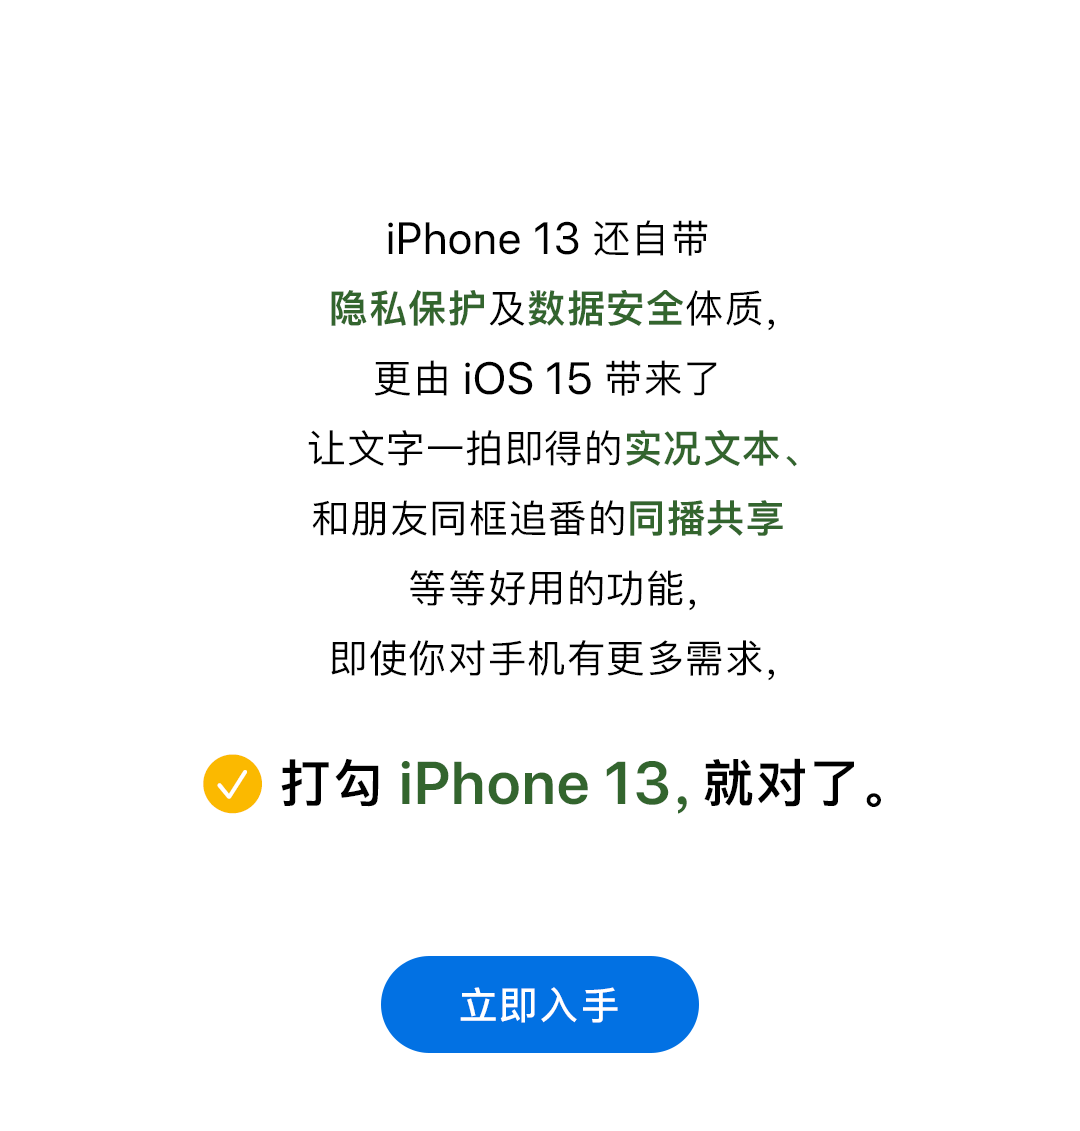 iPhone 13 还自带
隐私保护及数据安全体质，
更由 iOS 15 带来了
让文字一拍即得的实况文本、
和朋友同框追番的同播共享
等等好用的功能，
即使你对手机有更多需求，
打勾 iPhone 13，就对了。
立即入手